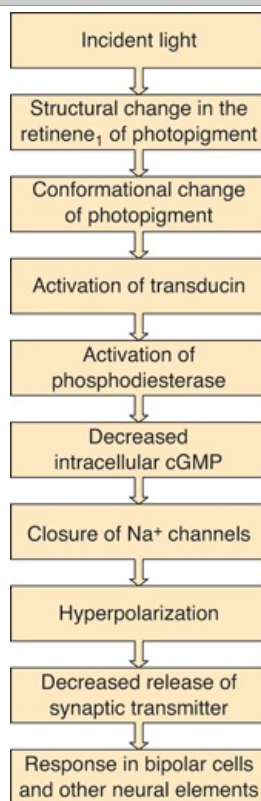 Incident light
Structural change in the
retinene₁ of photopigment
Conformational change
of photopigment
Activation of transducin
Activation of
phosphodiesterase
Decreased
intracellular cGMP
Closure of Na⁺ channels
Hyperpolarization
Decreased release of
synaptic transmitter
Response in bipolar cells
and other neural elements